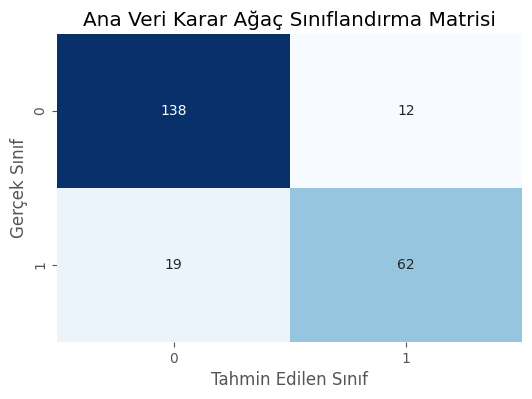 Ana Veri Karar Ağaç Sınıflandırma Matrisi
Gerçek Sınıf
0
138
12
1
19
62
0
1
Tahmin Edilen Sınıf